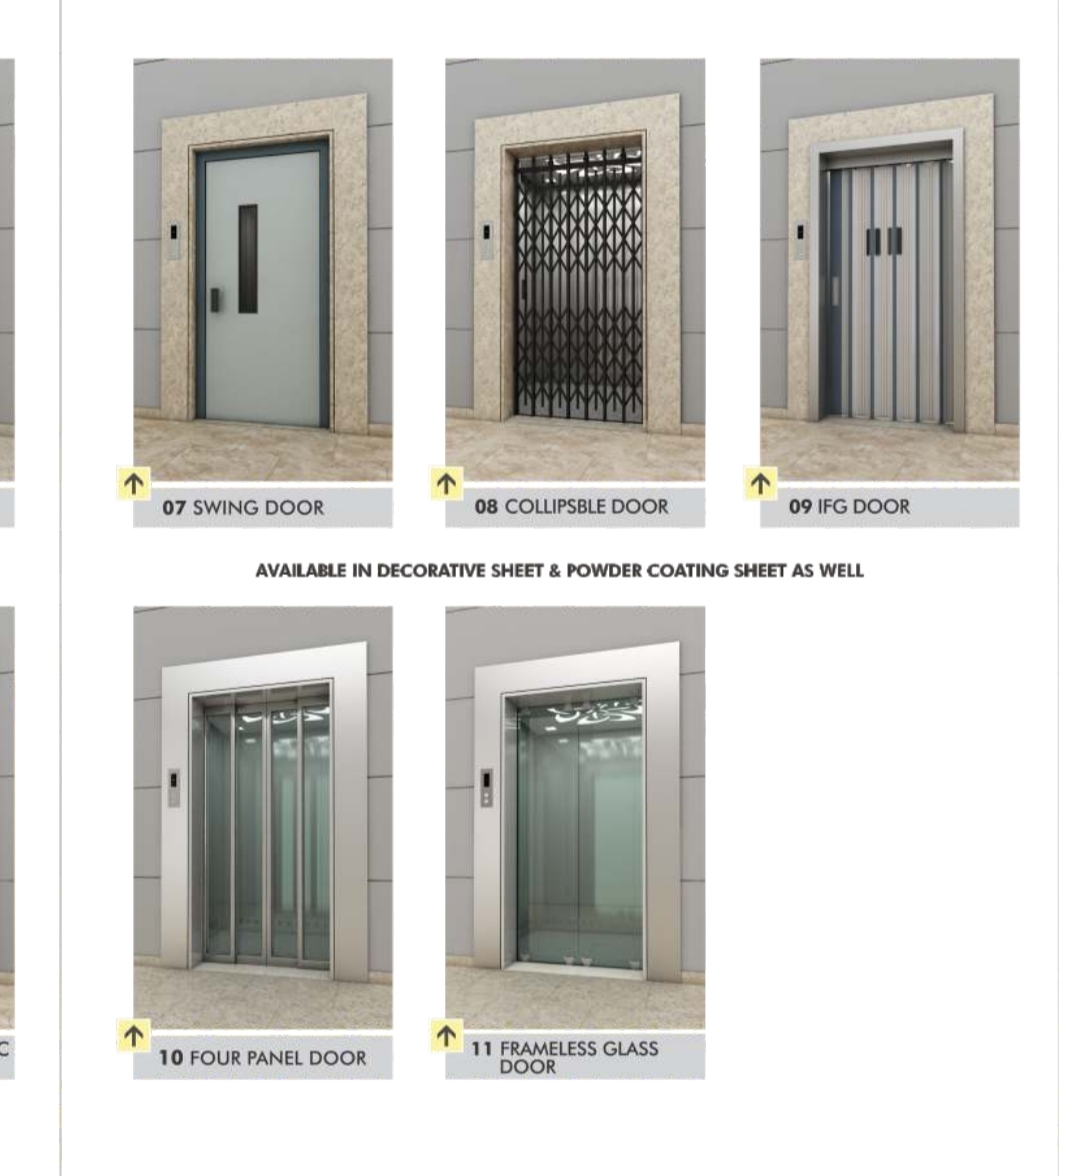 07 SWING DOOR
08 COLLIPSBLE DOOR
09 IFG DOOR
AVAILABLE IN DECORATIVE SHEET & POWDER COATING SHEET AS WELL
C
10 FOUR PANEL DOOR
11 FRAMELESS GLASS
DOOR